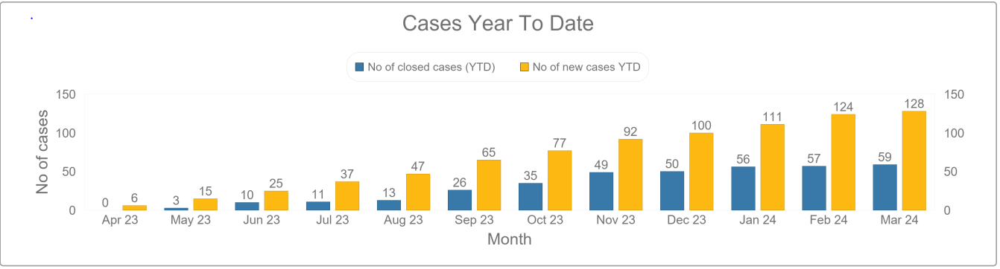 Cases Year To Date
No of closed cases (YTD) No of new cases YTD
No of cases
150 150
100 100
50 50
0 0
0 6 3 15 10 25 11 37 13 47 26 65 35 77 49 92 50 100 56 111 57 124 59 128
Apr 23 May 23 Jun 23 Jul 23 Aug 23 Sep 23 Oct 23 Nov 23 Dec 23 Jan 24 Feb 24 Mar 24
Month